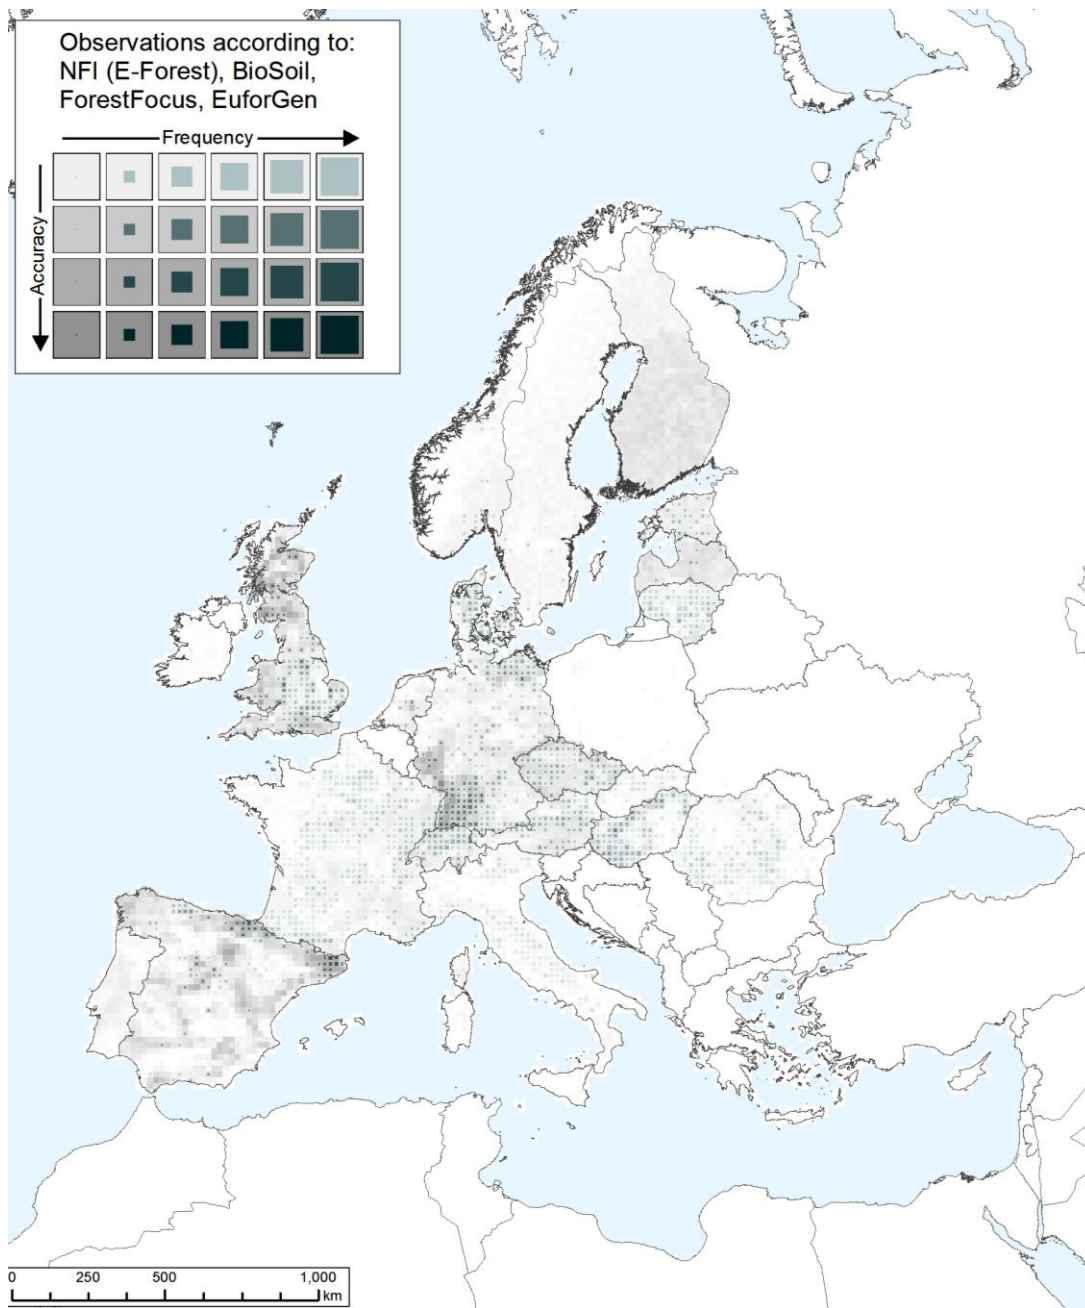 Observations according to:
NFI (E-Forest), BioSoil,
ForestFocus, EuforGen
Frequency
Accuracy
0 250 500 1,000
km